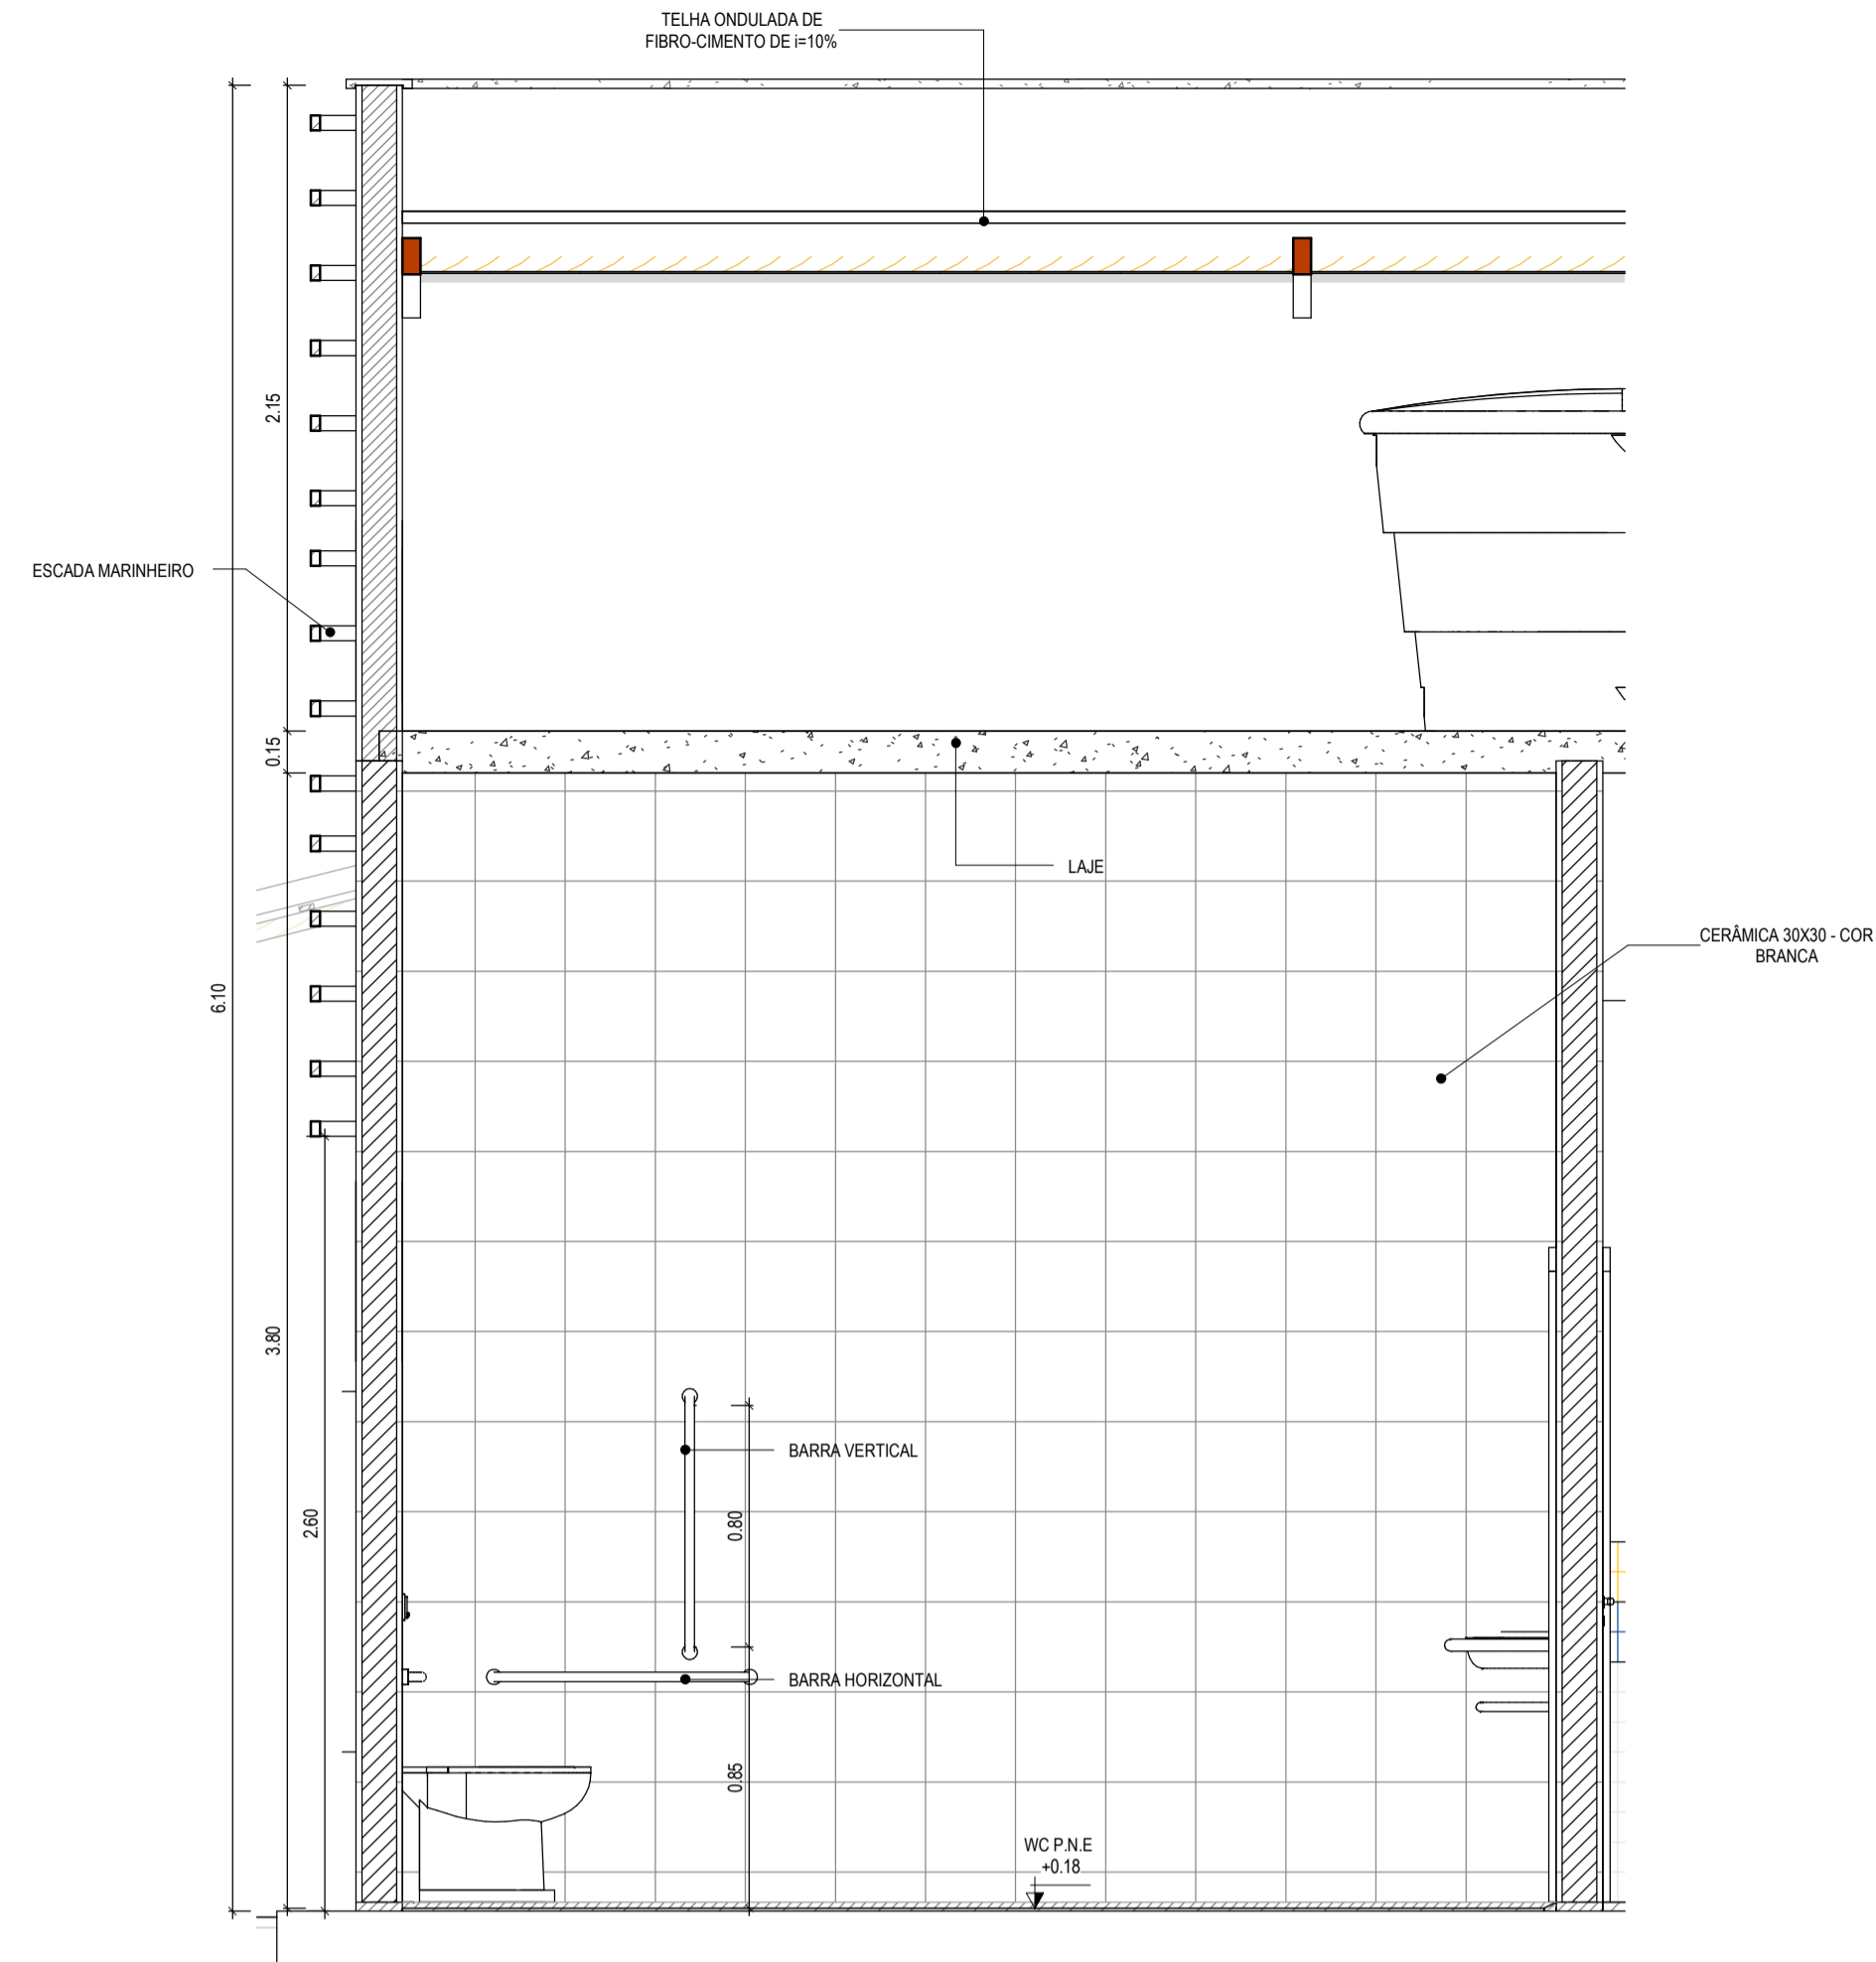 TELHA ONDULADA DE
FIBRO-CIMENTO DE i=10%
2.15
ESCADA MARINHEIRO
0.15
LAJE
CERÂMICA 30X30 - COR
BRANCA
6.10
3.80
BARRA VERTICAL
2.60
0.80
BARRA HORIZONTAL
0.85
WC P.N.E
+0.18